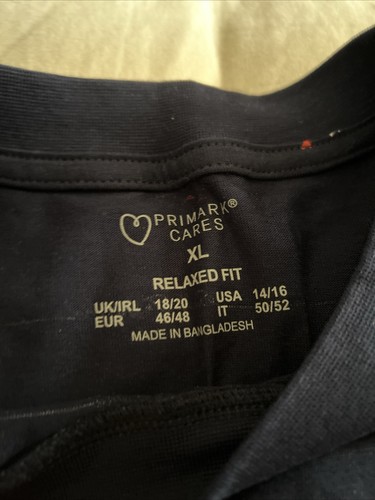 PRIMARK®
CARES
XL
RELAXED FIT
UK/IRL 18/20 USA 14/16
EUR 46/48 IT 50/52
MADE IN BANGLADESH